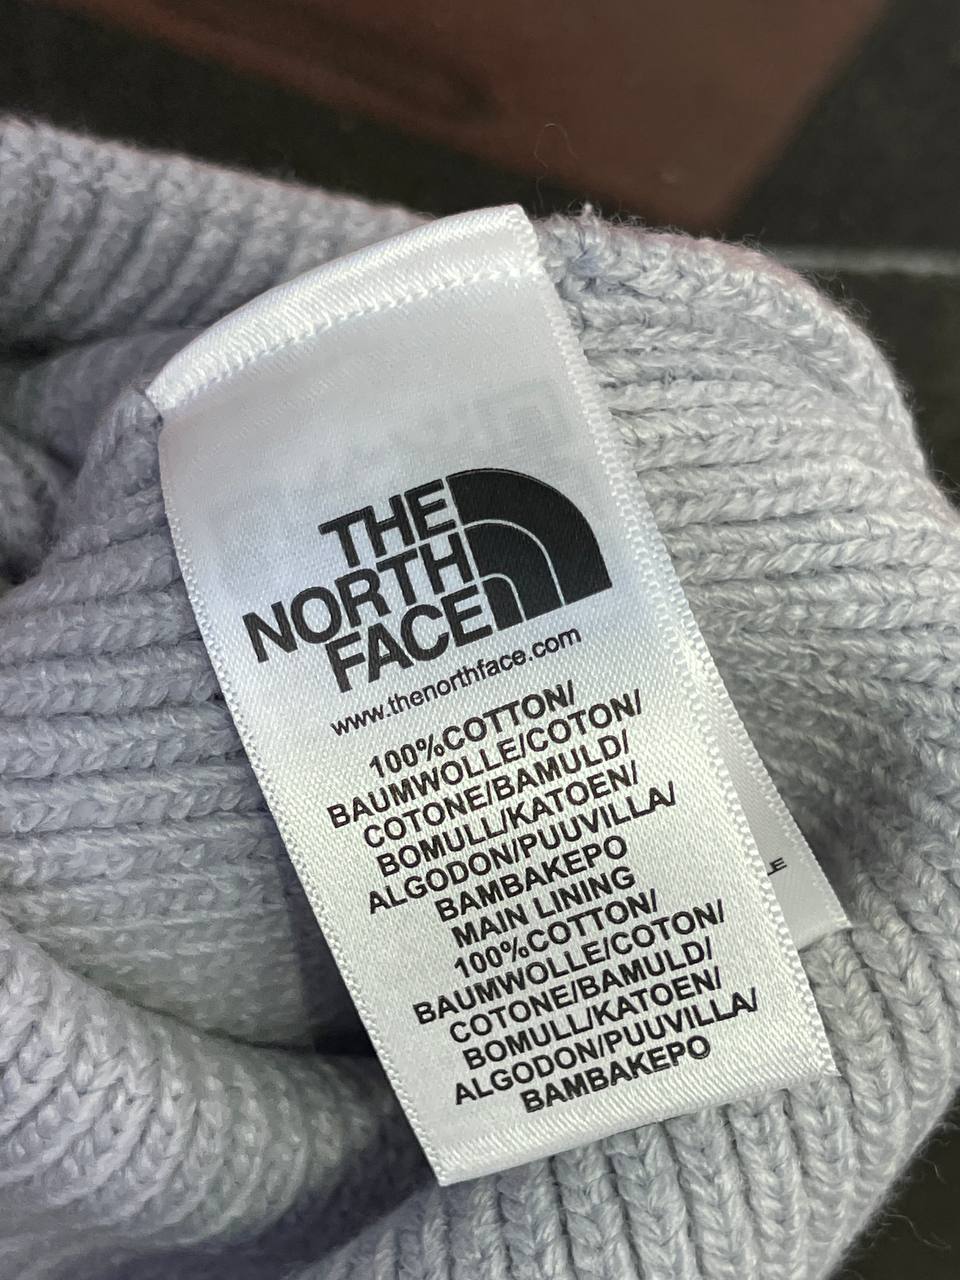 THE
NORTH
FACE
www.thenorthface.com
100%COTTON/
BAUMWOLLE/COTON/
COTONE/BAMULD/
BOMULL/KATOEN/
ALGODON/PUUVILLA/
BAMBAKEPO
MAIN LINING
100%COTTON/
BAUMWOLLE/COTON/
COTONE/BAMULD/
BOMULL/KATOEN/
ALGODON/PUUVILLA/
BAMBAKEPO